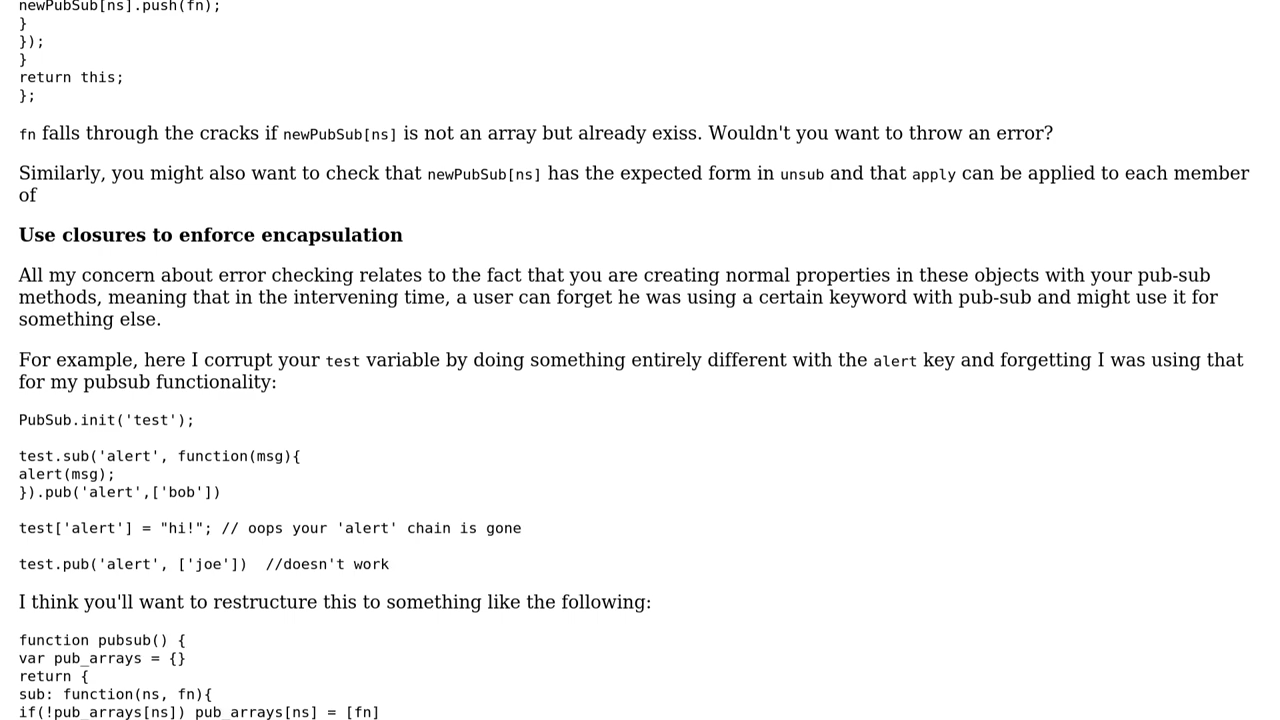 newPubSub[ns].push(fn);
}
});
}
return this;
};
fn falls through the cracks if newPubSub[ns] is not an array but already exiss. Wouldn't you want to throw an error?
Similarly, you might also want to check that newPubSub[ns] has the expected form in unsub and that apply can be applied to each member
of
Use closures to enforce encapsulation
All my concern about error checking relates to the fact that you are creating normal properties in these objects with your pub-sub
methods, meaning that in the intervening time, a user can forget he was using a certain keyword with pub-sub and might use it for
something else.
For example, here I corrupt your test variable by doing something entirely different with the alert key and forgetting I was using that
for my pubsub functionality:
PubSub.init('test');
test.sub('alert', function(msg){
alert(msg);
}).pub('alert',['bob'])
test['alert'] = "hi!"; // oops your 'alert' chain is gone
test.pub('alert', ['joe'])  //doesn't work
I think you'll want to restructure this to something like the following:
function pubsub() {
var pub_arrays = {}
return {
sub: function(ns, fn){
if(!pub_arrays[ns]) pub_arrays[ns] = [fn]